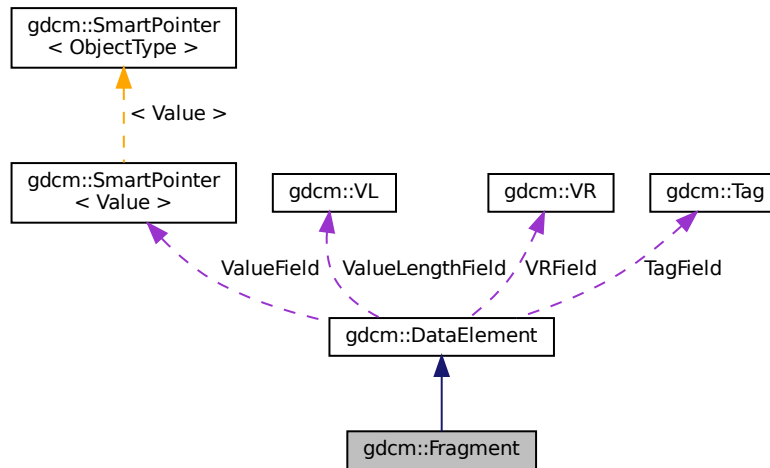 gdcm::SmartPointer
< ObjectType >
< Value >
gdcm::SmartPointer
< Value >
gdcm::VL
gdcm::VR
gdcm::Tag
ValueField
ValueLengthField
VRField
TagField
gdcm::DataElement
gdcm::Fragment